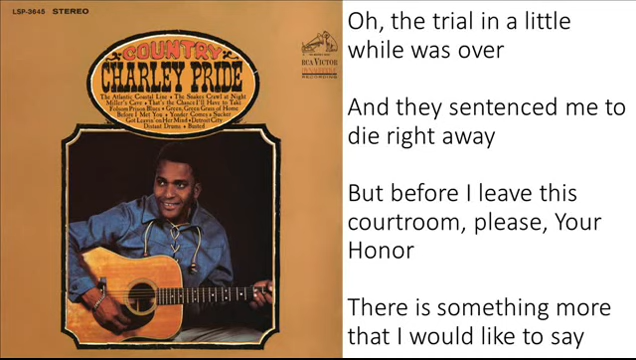 LSP-3645 STEREO
RCA VICTOR
COUNTRY
CHARLEY PRIDE
The Atlantic Coastal Line • The Snakes Crawl at Night
Miller's Cave • That's the Chance I'll Have to Take
Folsom Prison Blues • Green, Green Grass of Home
Before I Met You • Yonder Comes a Sucker
Got Leavin' on Her Mind • Detroit City
Distant Drums • Busted
Oh, the trial in a little
while was over
And they sentenced me to
die right away
But before I leave this
courtroom, please, Your
Honor
There is something more
that I would like to say